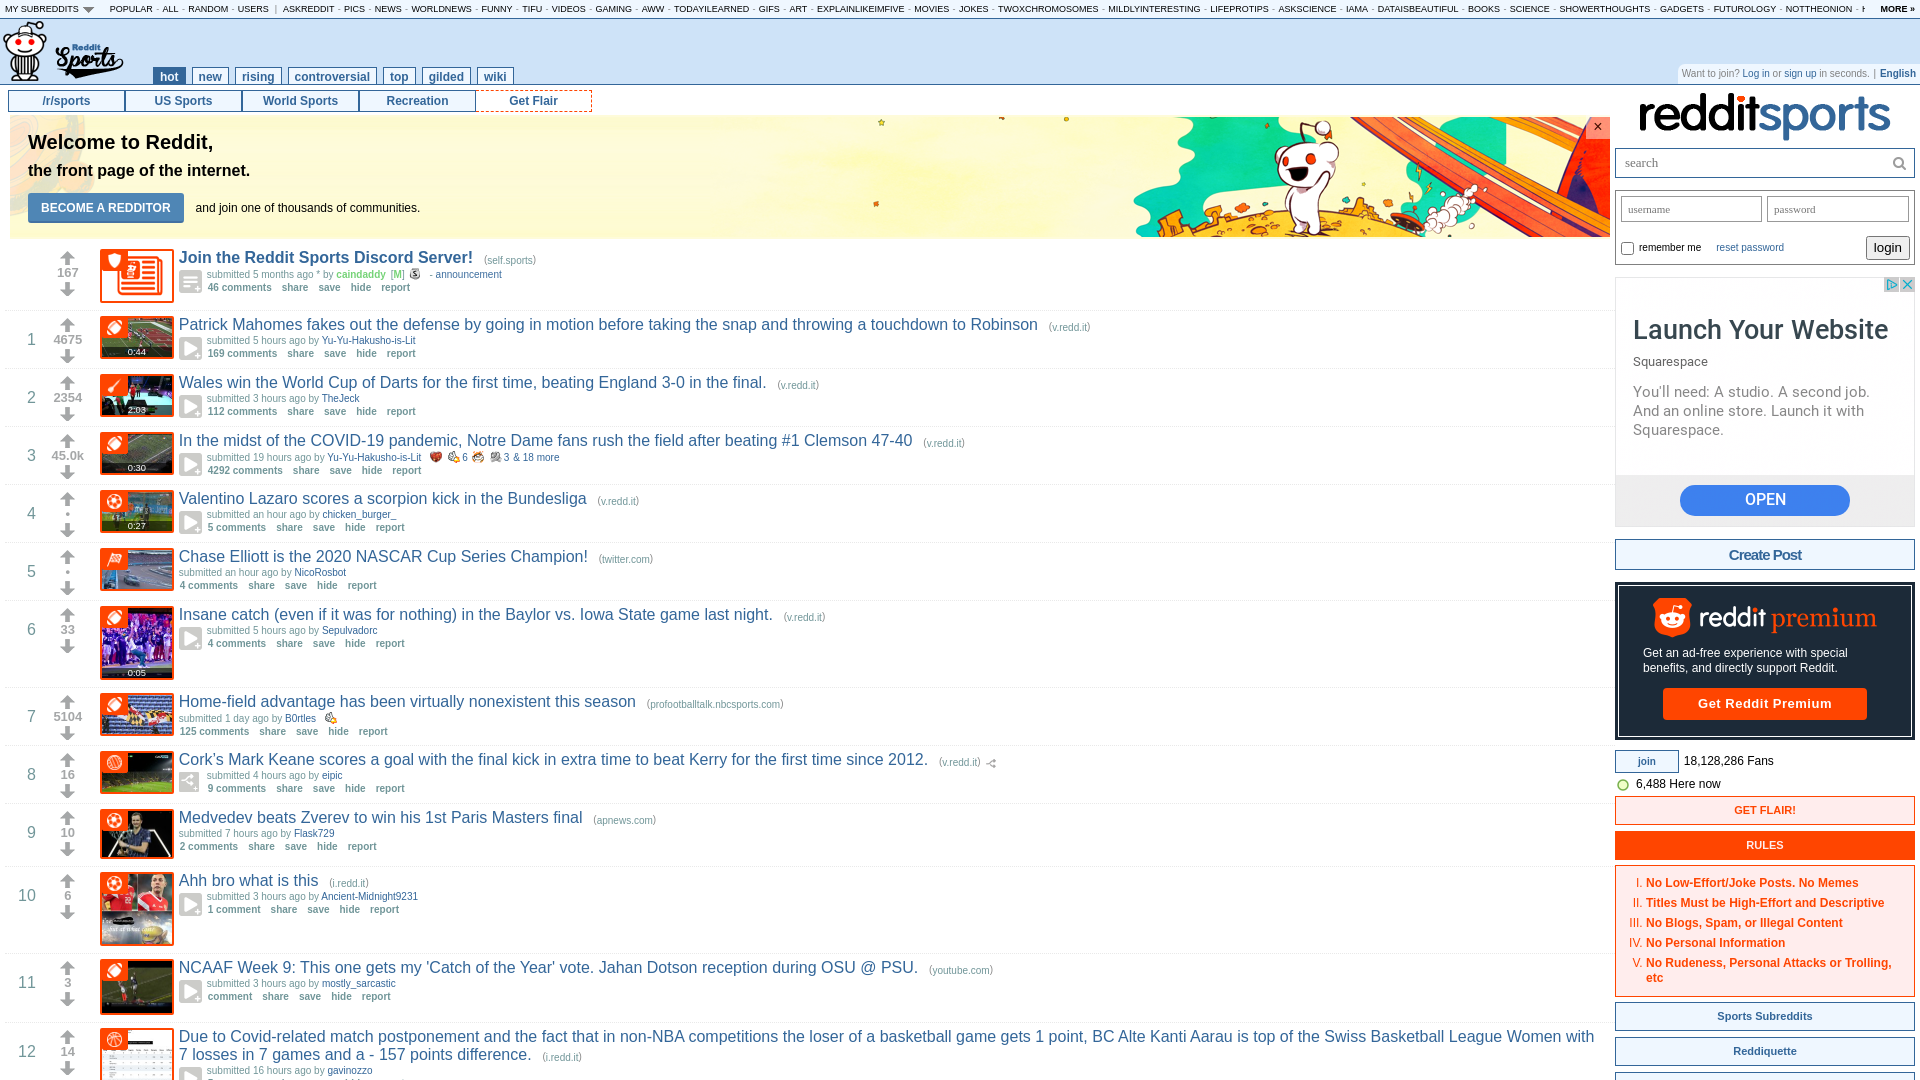 MY SUBREDDITS POPULAR - ALL - RANDOM - USERS | ASKREDDIT - PICS - NEWS - WORLDNEWS - FUNNY - TIFU - VIDEOS - GAMING - AWW - TODAYILEARNED - GIFS - ART - EXPLAINLIKEIMFIVE - MOVIES - JOKES - TWOXCHROMOSOMES - MILDLYINTERESTING - LIFEPROTIPS - ASKSCIENCE - IAMA - DATAISBEAUTIFUL - BOOKS - SCIENCE - SHOWERTHOUGHTS - GADGETS - FUTUROLOGY - NOTTHEONION - MORE »
Reddit
Sports
hot new rising controversial top gilded wiki
Want to join? Log in or sign up in seconds. | English
/r/sports US Sports World Sports Recreation Get Flair
Welcome to Reddit,
the front page of the internet.
BECOME A REDDITOR and join one of thousands of communities.
×
167
Join the Reddit Sports Discord Server! (self.sports)
submitted 5 months ago * by caindaddy [M] - announcement
46 comments share save hide report
1
4675
0:44
Patrick Mahomes fakes out the defense by going in motion before taking the snap and throwing a touchdown to Robinson (v.redd.it)
submitted 5 hours ago by Yu-Yu-Hakusho-is-Lit
169 comments share save hide report
2
2354
2:03
Wales win the World Cup of Darts for the first time, beating England 3-0 in the final. (v.redd.it)
submitted 3 hours ago by TheJeck
112 comments share save hide report
3
45.0k
0:30
In the midst of the COVID-19 pandemic, Notre Dame fans rush the field after beating #1 Clemson 47-40 (v.redd.it)
submitted 19 hours ago by Yu-Yu-Hakusho-is-Lit 6 3 & 18 more
4292 comments share save hide report
4
•
0:27
Valentino Lazaro scores a scorpion kick in the Bundesliga (v.redd.it)
submitted an hour ago by chicken_burger_
5 comments share save hide report
5
•
Chase Elliott is the 2020 NASCAR Cup Series Champion! (twitter.com)
submitted an hour ago by NicoRosbot
4 comments share save hide report
6
33
0:05
Insane catch (even if it was for nothing) in the Baylor vs. Iowa State game last night. (v.redd.it)
submitted 5 hours ago by Sepulvadorc
4 comments share save hide report
7
5104
Home-field advantage has been virtually nonexistent this season (profootballtalk.nbcsports.com)
submitted 1 day ago by B0rtles
125 comments share save hide report
8
16
Cork's Mark Keane scores a goal with the final kick in extra time to beat Kerry for the first time since 2012. (v.redd.it)
submitted 4 hours ago by eipic
9 comments share save hide report
9
10
Medvedev beats Zverev to win his 1st Paris Masters final (apnews.com)
submitted 7 hours ago by Flask729
2 comments share save hide report
10
6
Ahh bro what is this (i.redd.it)
submitted 3 hours ago by Ancient-Midnight9231
1 comment share save hide report
11
3
NCAAF Week 9: This one gets my 'Catch of the Year' vote. Jahan Dotson reception during OSU @ PSU. (youtube.com)
submitted 3 hours ago by mostly_sarcastic
comment share save hide report
12
14
Due to Covid-related match postponement and the fact that in non-NBA competitions the loser of a basketball game gets 1 point, BC Alte Kanti Aarau is top of the Swiss Basketball League Women with
7 losses in 7 games and a - 157 points difference. (i.redd.it)
submitted 16 hours ago by gavinozzo
redditsports
search
username password
remember me reset password login
Launch Your Website
Squarespace
You'll need: A studio. A second job.
And an online store. Launch it with
Squarespace.
OPEN
Create Post
reddit premium
Get an ad-free experience with special
benefits, and directly support Reddit.
Get Reddit Premium
join 18,128,286 Fans
6,488 Here now
GET FLAIR!
RULES
I. No Low-Effort/Joke Posts. No Memes
II. Titles Must be High-Effort and Descriptive
III. No Blogs, Spam, or Illegal Content
IV. No Personal Information
V. No Rudeness, Personal Attacks or Trolling,
etc
Sports Subreddits
Reddiquette